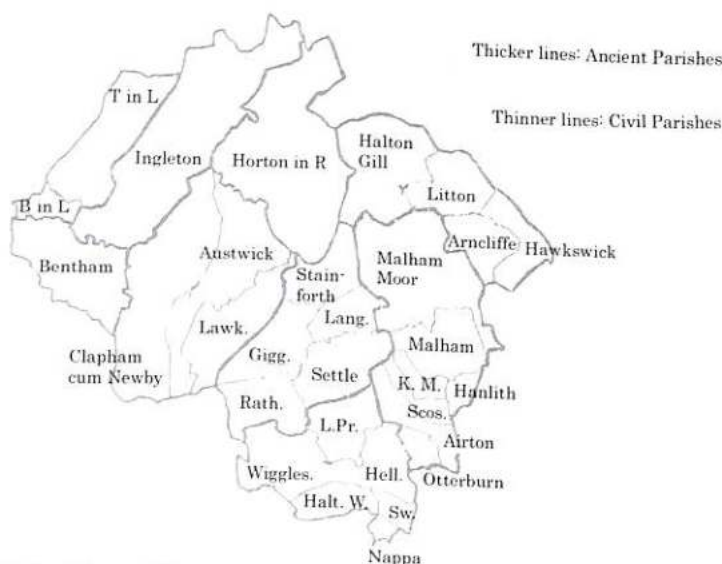 Thicker lines: Ancient Parishes
Thinner lines: Civil Parishes
T in L
Ingleton
Horton in R
Halton
Gill
Litton
B in L
Bentham
Austwick
Arncliffe
Hawkswick
Malham
Moor
Stain-
forth
Lang.
Lawk.
Clapham
cum Newby
Gigg.
Settle
Malham
K. M.
Hanlith
Scos.
Rath.
L.Pr.
Airton
Otterburn
Wiggles.
Hell.
Halt. W.
Sw.
Nappa